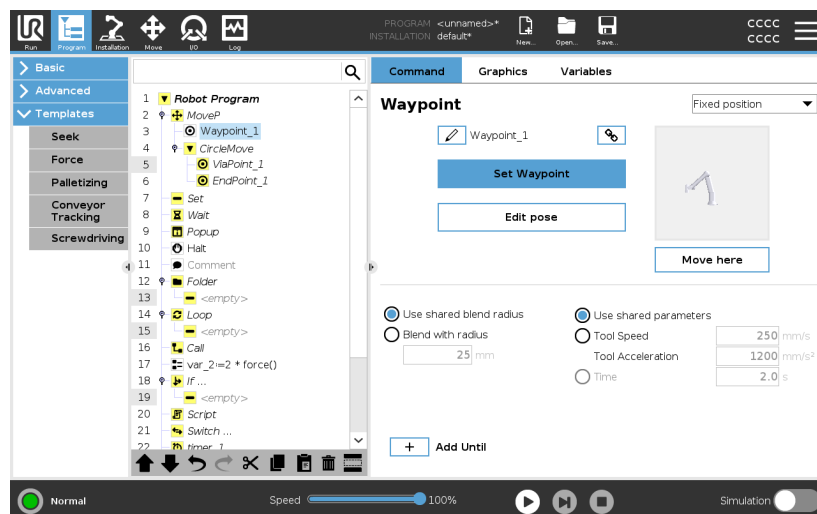 UR
PROGRAM <unnamed>*
INSTALLATION default*
CCCC
CCCC
Run Program Installation Move I/O Log New... Open... Save...
Basic
Advanced
Templates
Seek
Force
Palletizing
Conveyor
Tracking
Screwdriving
1 Robot Program
2 MoveP
3 Waypoint_1
4 CircleMove
5 ViaPoint_1
6 EndPoint_1
7 Set
8 Wait
9 Popup
10 Halt
11 Comment
12 Folder
13 <empty>
14 Loop
15 <empty>
16 Call
17 var_2:=2 * force()
18 If ...
19 <empty>
20 Script
21 Switch ...
22 timer_1
Command Graphics Variables
Waypoint
Fixed position
Waypoint_1
Set Waypoint
Edit pose
Move here
Use shared blend radius
Blend with radius
25 mm
Use shared parameters
Tool Speed 250 mm/s
Tool Acceleration 1200 mm/s²
Time 2.0 s
+ Add Until
Normal
Speed 100%
Simulation